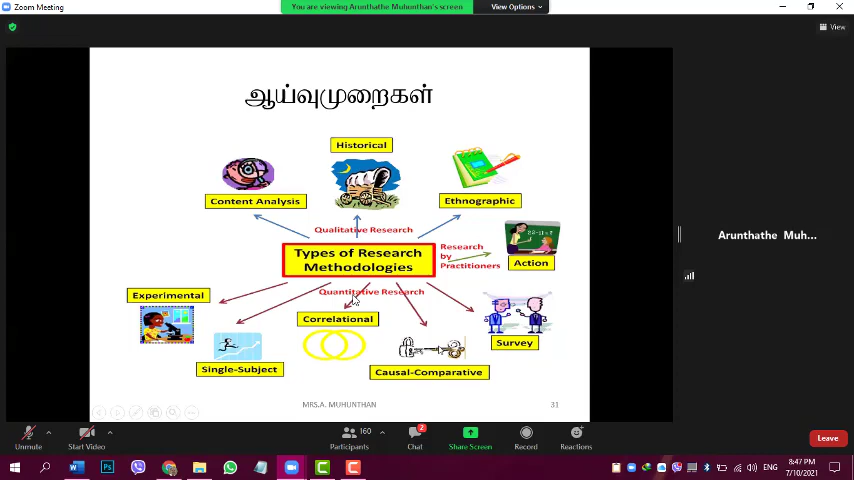 Zoom Meeting
You are viewing Arunthathe Muhunthan's screen
View Options
View
ஆய்வுமுறைகள்
Historical
Content Analysis
Ethnographic
Qualitative Research
Types of Research
Methodologies
Research
by
Practitioners
Action
Quantitative Research
Experimental
Correlational
Survey
Single-Subject
Causal-Comparative
MRS.A. MUHUNTHAN
31
Arunthathe Muh...
Unmute
Start Video
160
Participants
2
Chat
Share Screen
Record
Reactions
Leave
ENG
8:47 PM
7/10/2021